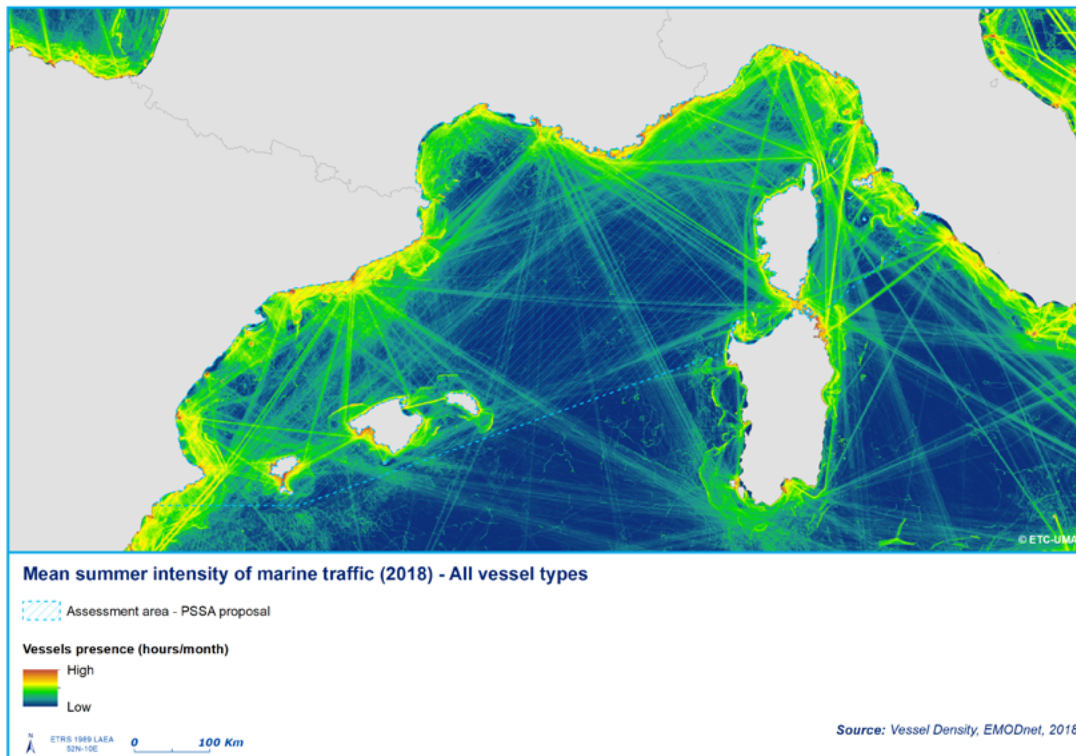 © ETC-UMA
Mean summer intensity of marine traffic (2018) - All vessel types
Assessment area - PSSA proposal
Vessels presence (hours/month)
High
Low
N
ETRS 1989 LAEA
52N-10E
0 100 Km
Source: Vessel Density, EMODnet, 2018